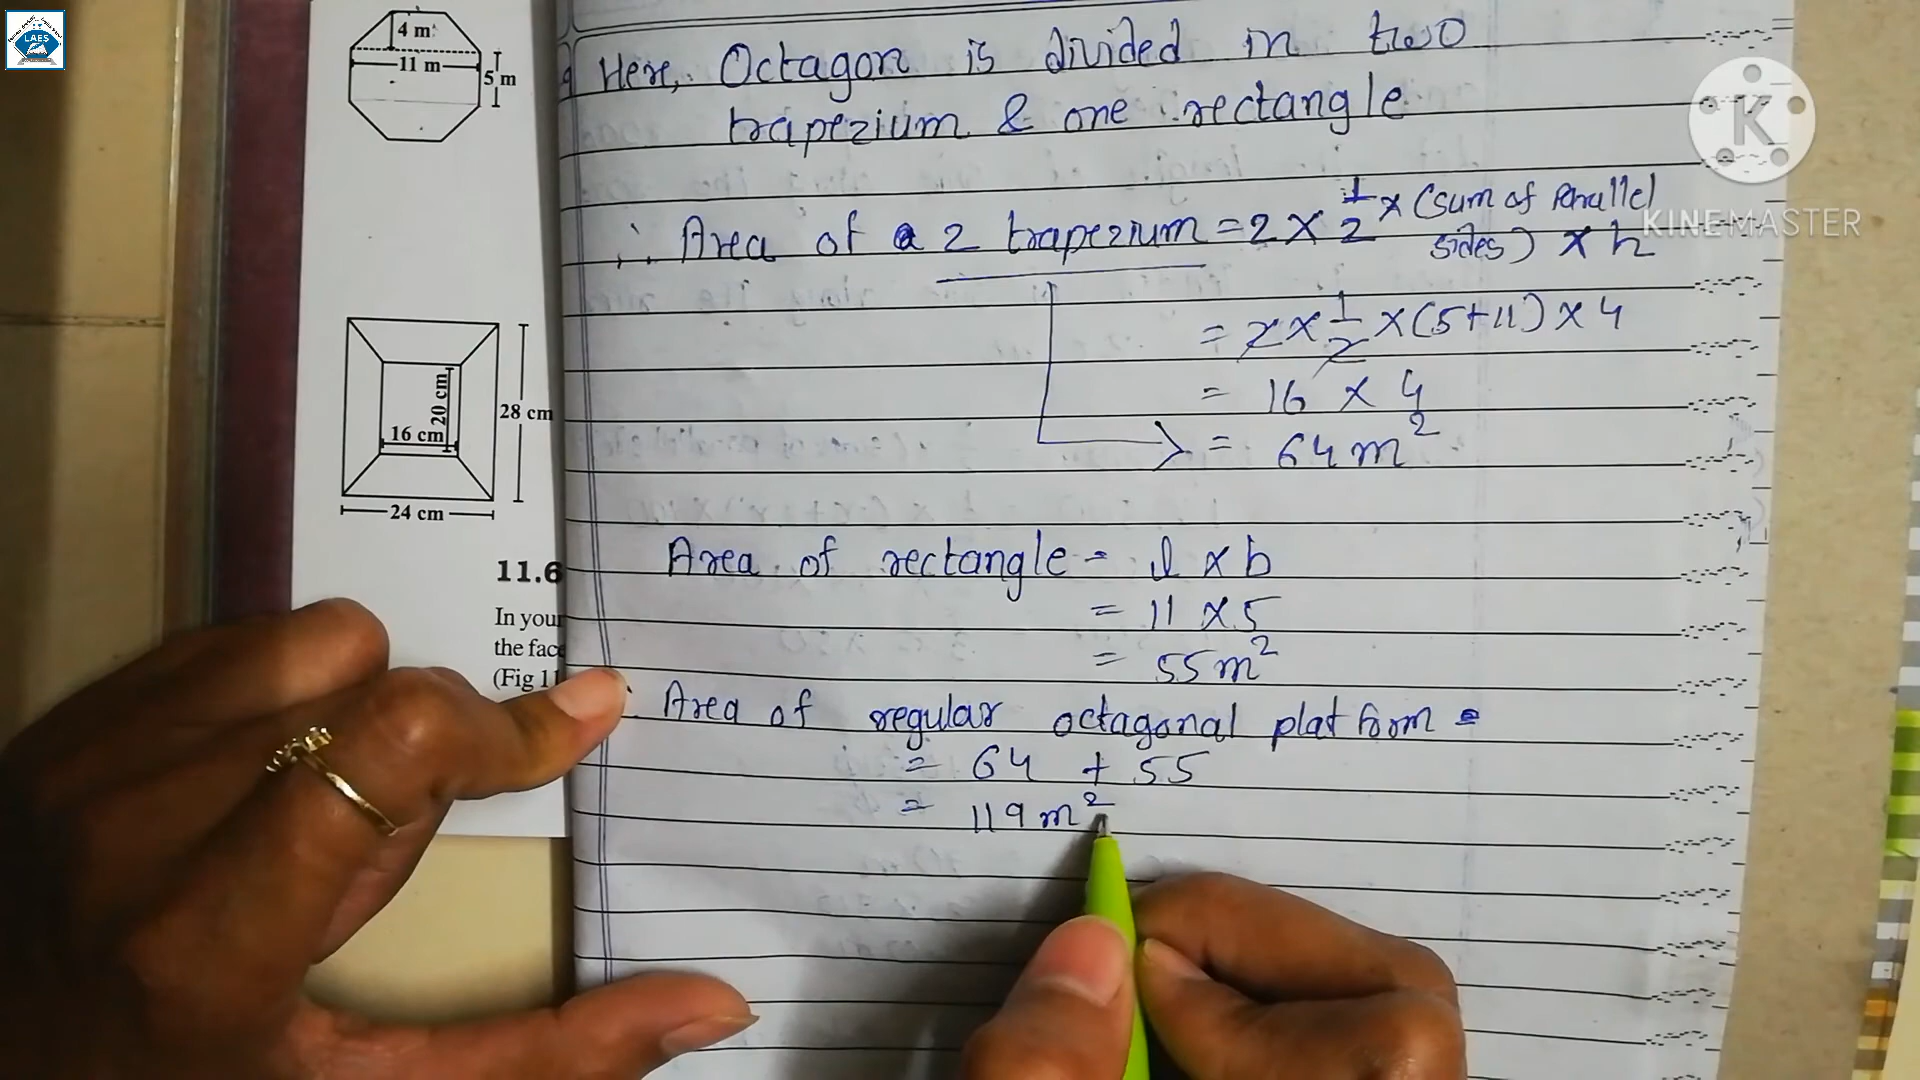 LAES
4 m
11 m
5 m
20 cm
16 cm
28 cm
24 cm
11.6
In your
the face
(Fig 11
Here, Octagon is divided in two
trapezium & one rectangle
∴ Area of a 2 trapezium = 2 × 1/2 × (sum of Parallel
sides) × h
= 2 × 1/2 × (5+11) × 4
= 16 × 4
= 64 m²
Area of rectangle = l × b
= 11 × 5
= 55 m²
∴ Area of regular octagonal platform =
= 64 + 55
= 119 m²
K
KINEMASTER